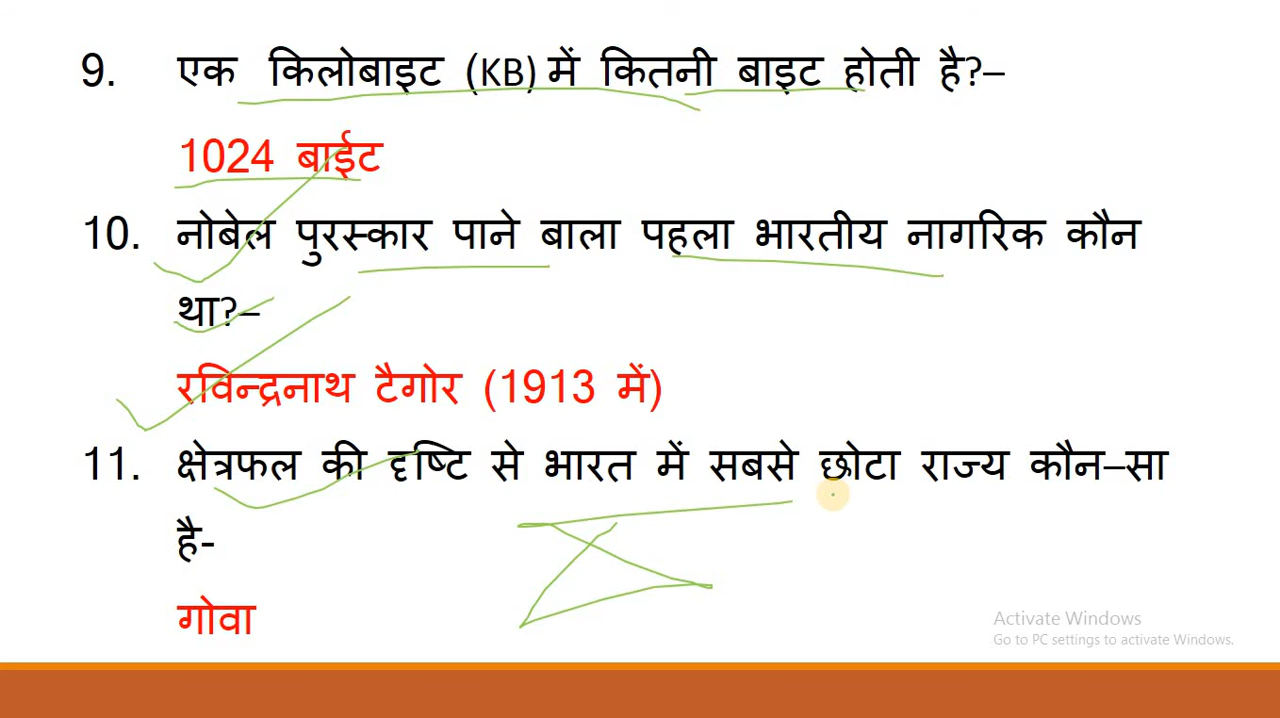 9. एक किलोबाइट (KB) में कितनी बाइट होती है?–
1024 बाईट
10. नोबेल पुरस्कार पाने बाला पहला भारतीय नागरिक कौन
था?–
रविन्द्रनाथ टैगोर (1913 में)
11. क्षेत्रफल की दृष्टि से भारत में सबसे छोटा राज्य कौन–सा
है-
गोवा
Activate Windows
Go to PC settings to activate Windows.